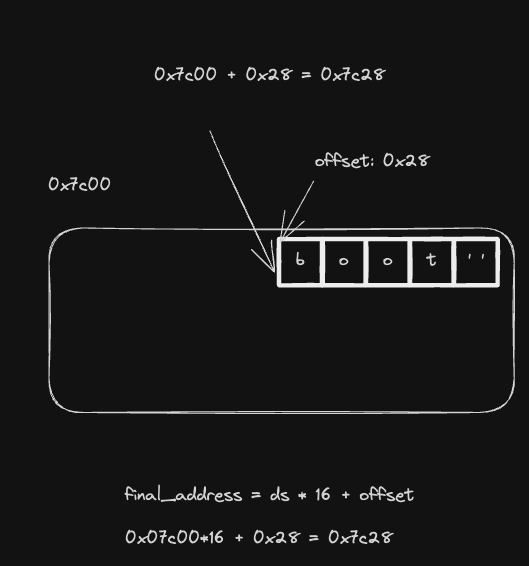 0x7c00 + 0x28 = 0x7c28
offset: 0x28
0x7c00
b o o t ''
final_address = ds * 16 + offset
0x07c00*16 + 0x28 = 0x7c28